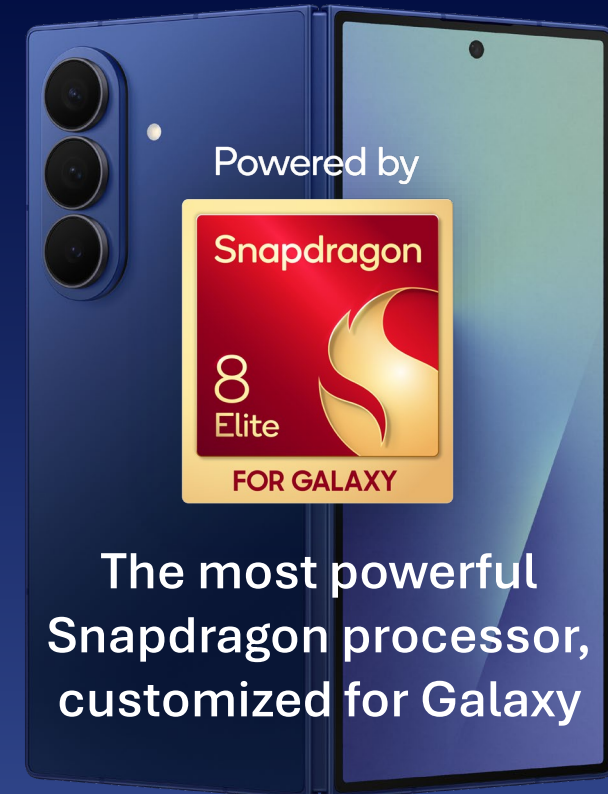 Powered by
Snapdragon
8
Elite
FOR GALAXY
The most powerful
Snapdragon processor,
customized for Galaxy